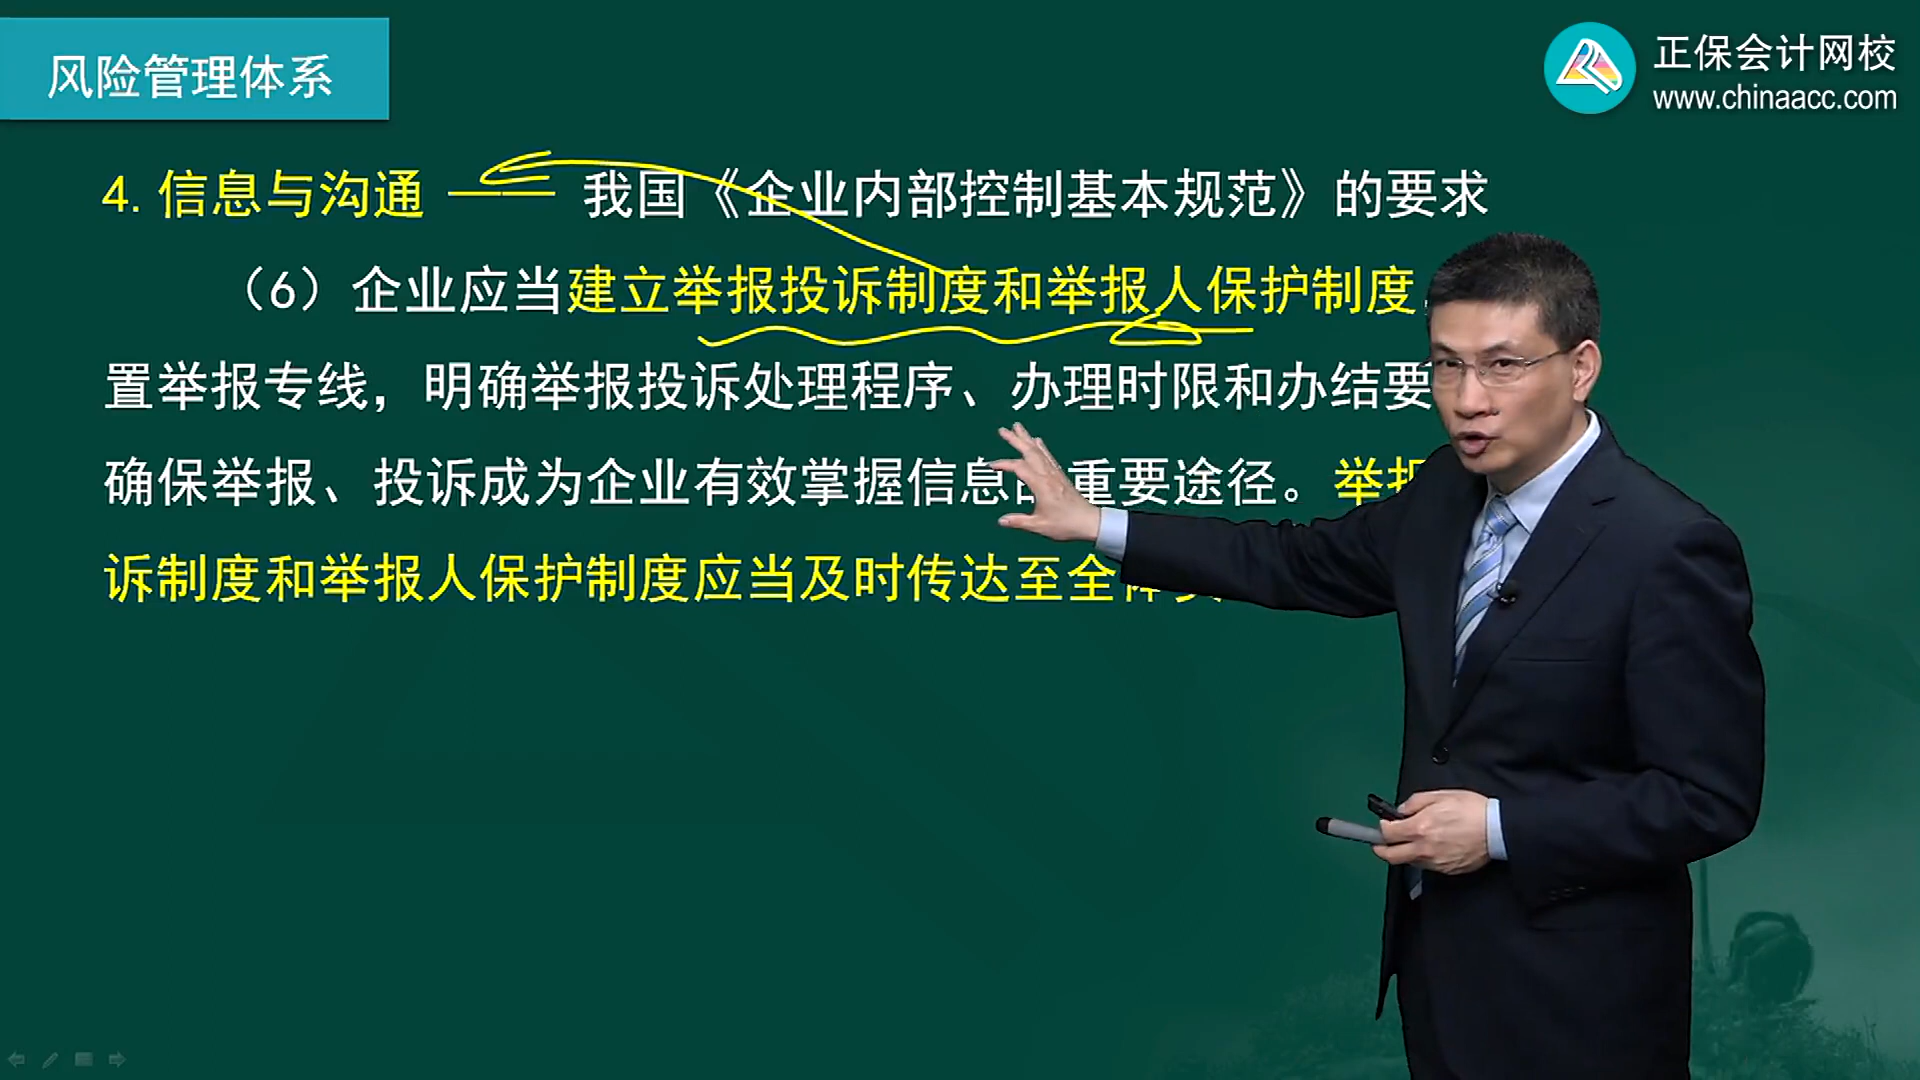 风险管理体系
正保会计网校
www.chinaacc.com
4. 信息与沟通 —— 我国《企业内部控制基本规范》的要求
（6）企业应当建立举报投诉制度和举报人保护制度，
置举报专线，明确举报投诉处理程序、办理时限和办结要
确保举报、投诉成为企业有效掌握信息的重要途径。举报
诉制度和举报人保护制度应当及时传达至全体